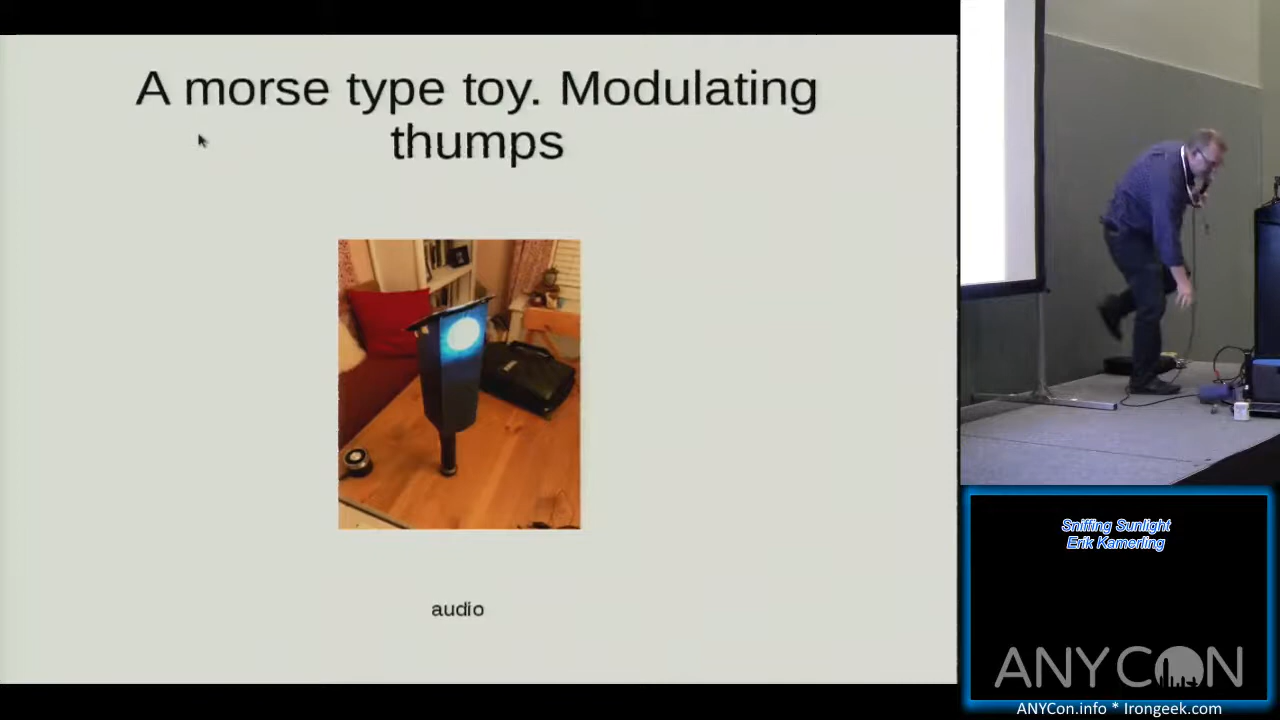 A morse type toy. Modulating
thumps
audio
Sniffing Sunlight
Erik Kamerling
ANYCON
ANYCon.info * Irongeek.com